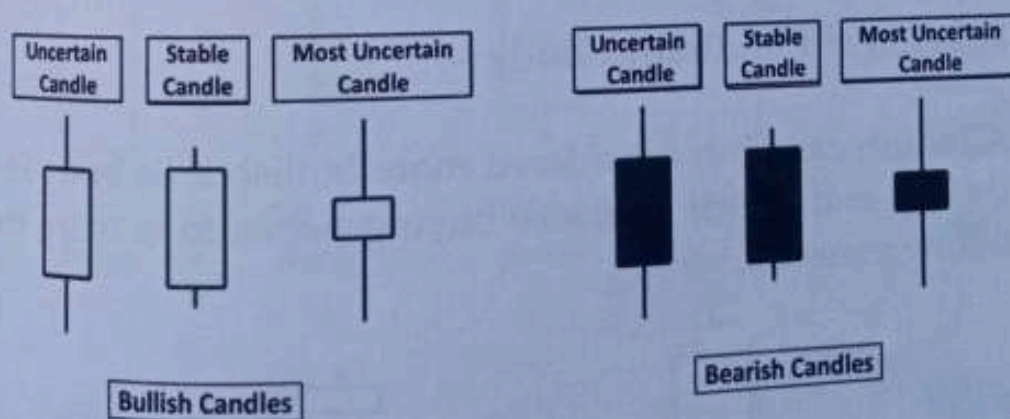 Uncertain
Candle
Stable
Candle
Most Uncertain
Candle
Uncertain
Candle
Stable
Candle
Most Uncertain
Candle
Bullish Candles
Bearish Candles